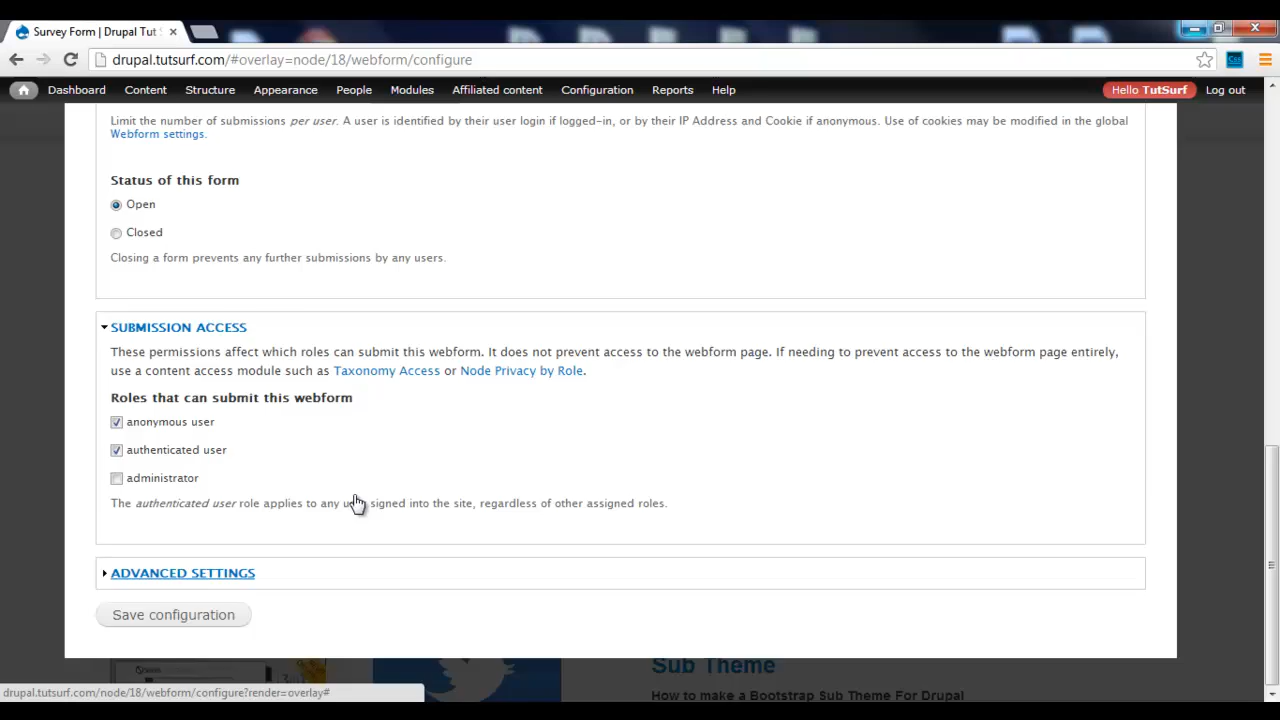 Survey Form | Drupal Tut
drupal.tutsurf.com/#overlay=node/18/webform/configure
Dashboard Content Structure Appearance People Modules Affiliated content Configuration Reports Help Hello TutSurf Log out
Limit the number of submissions per user. A user is identified by their user login if logged-in, or by their IP Address and Cookie if anonymous. Use of cookies may be modified in the global
Webform settings.
Status of this form
Open
Closed
Closing a form prevents any further submissions by any users.
SUBMISSION ACCESS
These permissions affect which roles can submit this webform. It does not prevent access to the webform page. If needing to prevent access to the webform page entirely,
use a content access module such as Taxonomy Access or Node Privacy by Role.
Roles that can submit this webform
anonymous user
authenticated user
administrator
The authenticated user role applies to any signed into the site, regardless of other assigned roles.
ADVANCED SETTINGS
Save configuration
Sub Theme
How to make a Bootstrap Sub Theme For Drupal
drupal.tutsurf.com/node/18/webform/configure?render=overlay#